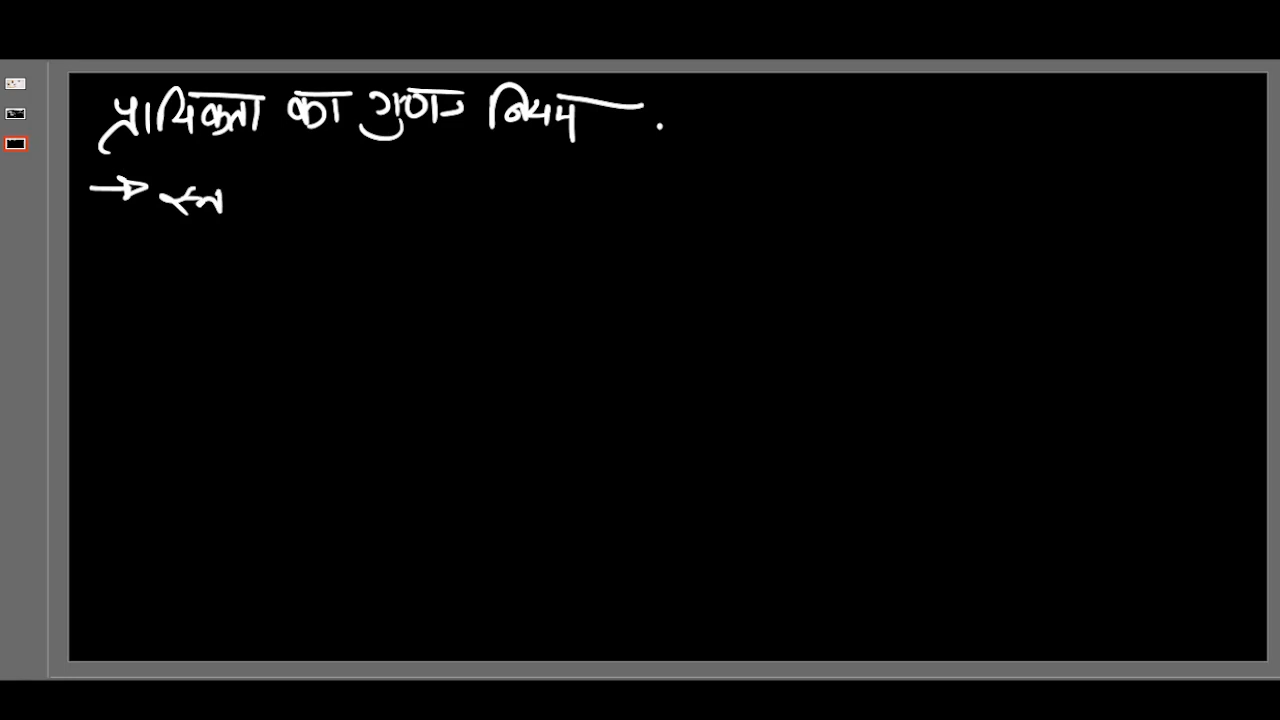 प्रायिकता का गुणन नियम .
→ स्त